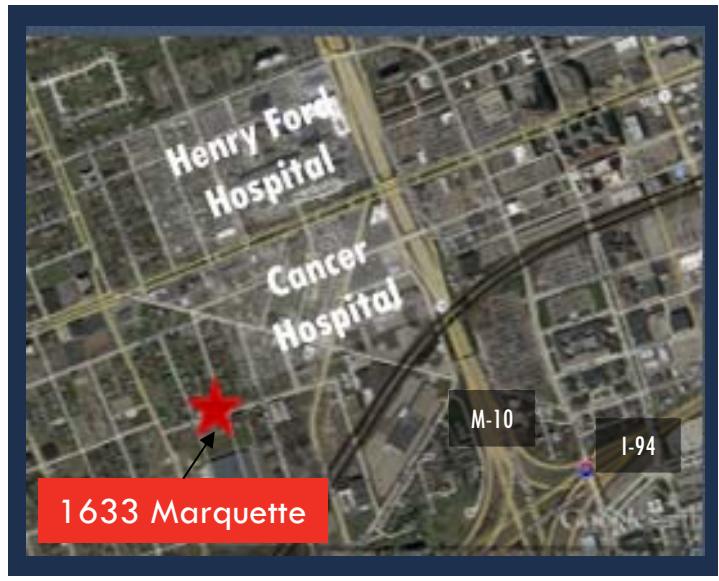 Henry Ford
Hospital
Cancer
Hospital
M-10
I-94
1633 Marquette